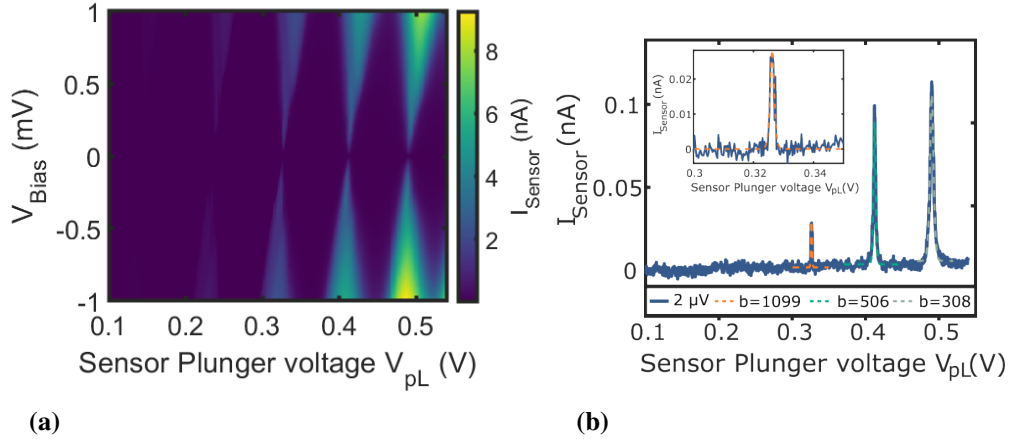 1
0.5
0
-0.5
-1
V_Bias (mV)
0.1 0.2 0.3 0.4 0.5
Sensor Plunger voltage V_pL (V)
8
6
4
2
I_Sensor (nA)
(a)
0.1
0.05
0
I_Sensor (nA)
0.02
0.01
0
I_Sensor (nA)
0.3 0.32 0.34
Sensor Plunger voltage V_pL(V)
2 μV b=1099 b=506 b=308
0.1 0.2 0.3 0.4 0.5
Sensor Plunger voltage V_pL(V)
(b)